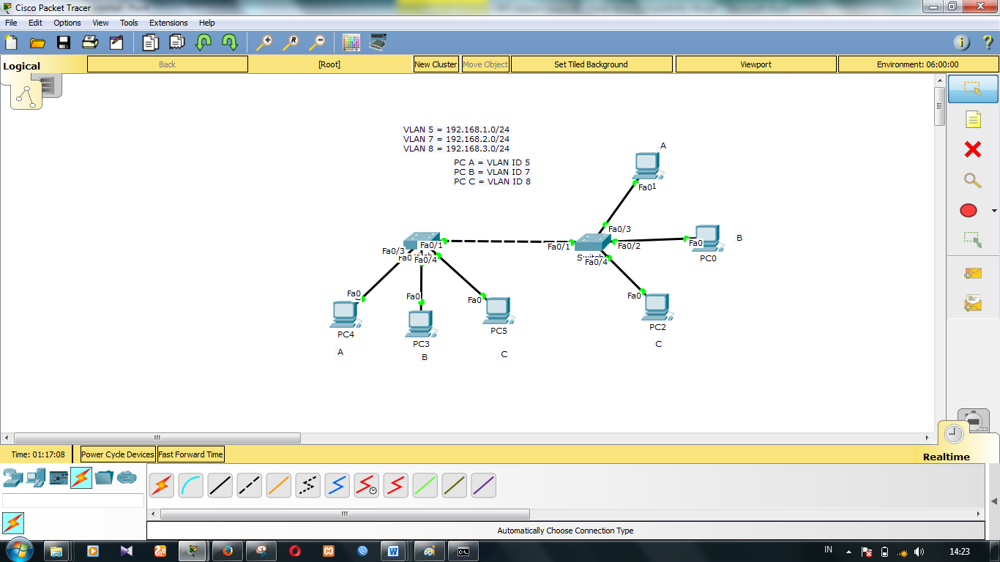 Cisco Packet Tracer
File Edit Options View Tools Extensions Help
Logical
Back
[Root]
New Cluster
Move Object
Set Tiled Background
Viewport
Environment: 06:00:00
VLAN 5 = 192.168.1.0/24
VLAN 7 = 192.168.2.0/24
VLAN 8 = 192.168.3.0/24
PC A = VLAN ID 5
PC B = VLAN ID 7
PC C = VLAN ID 8
A
Fa0
Fa0/3
Fa0/1
Fa0/1
Fa0/2
Fa0
B
PC0
Fa0/3
Fa0/4
Fa0/4
Fa0
Fa0
Fa0
Fa0
PC4
PC3
PC5
PC2
A
B
C
C
Time: 01:17:08
Power Cycle Devices
Fast Forward Time
Realtime
Automatically Choose Connection Type
IN
14:23